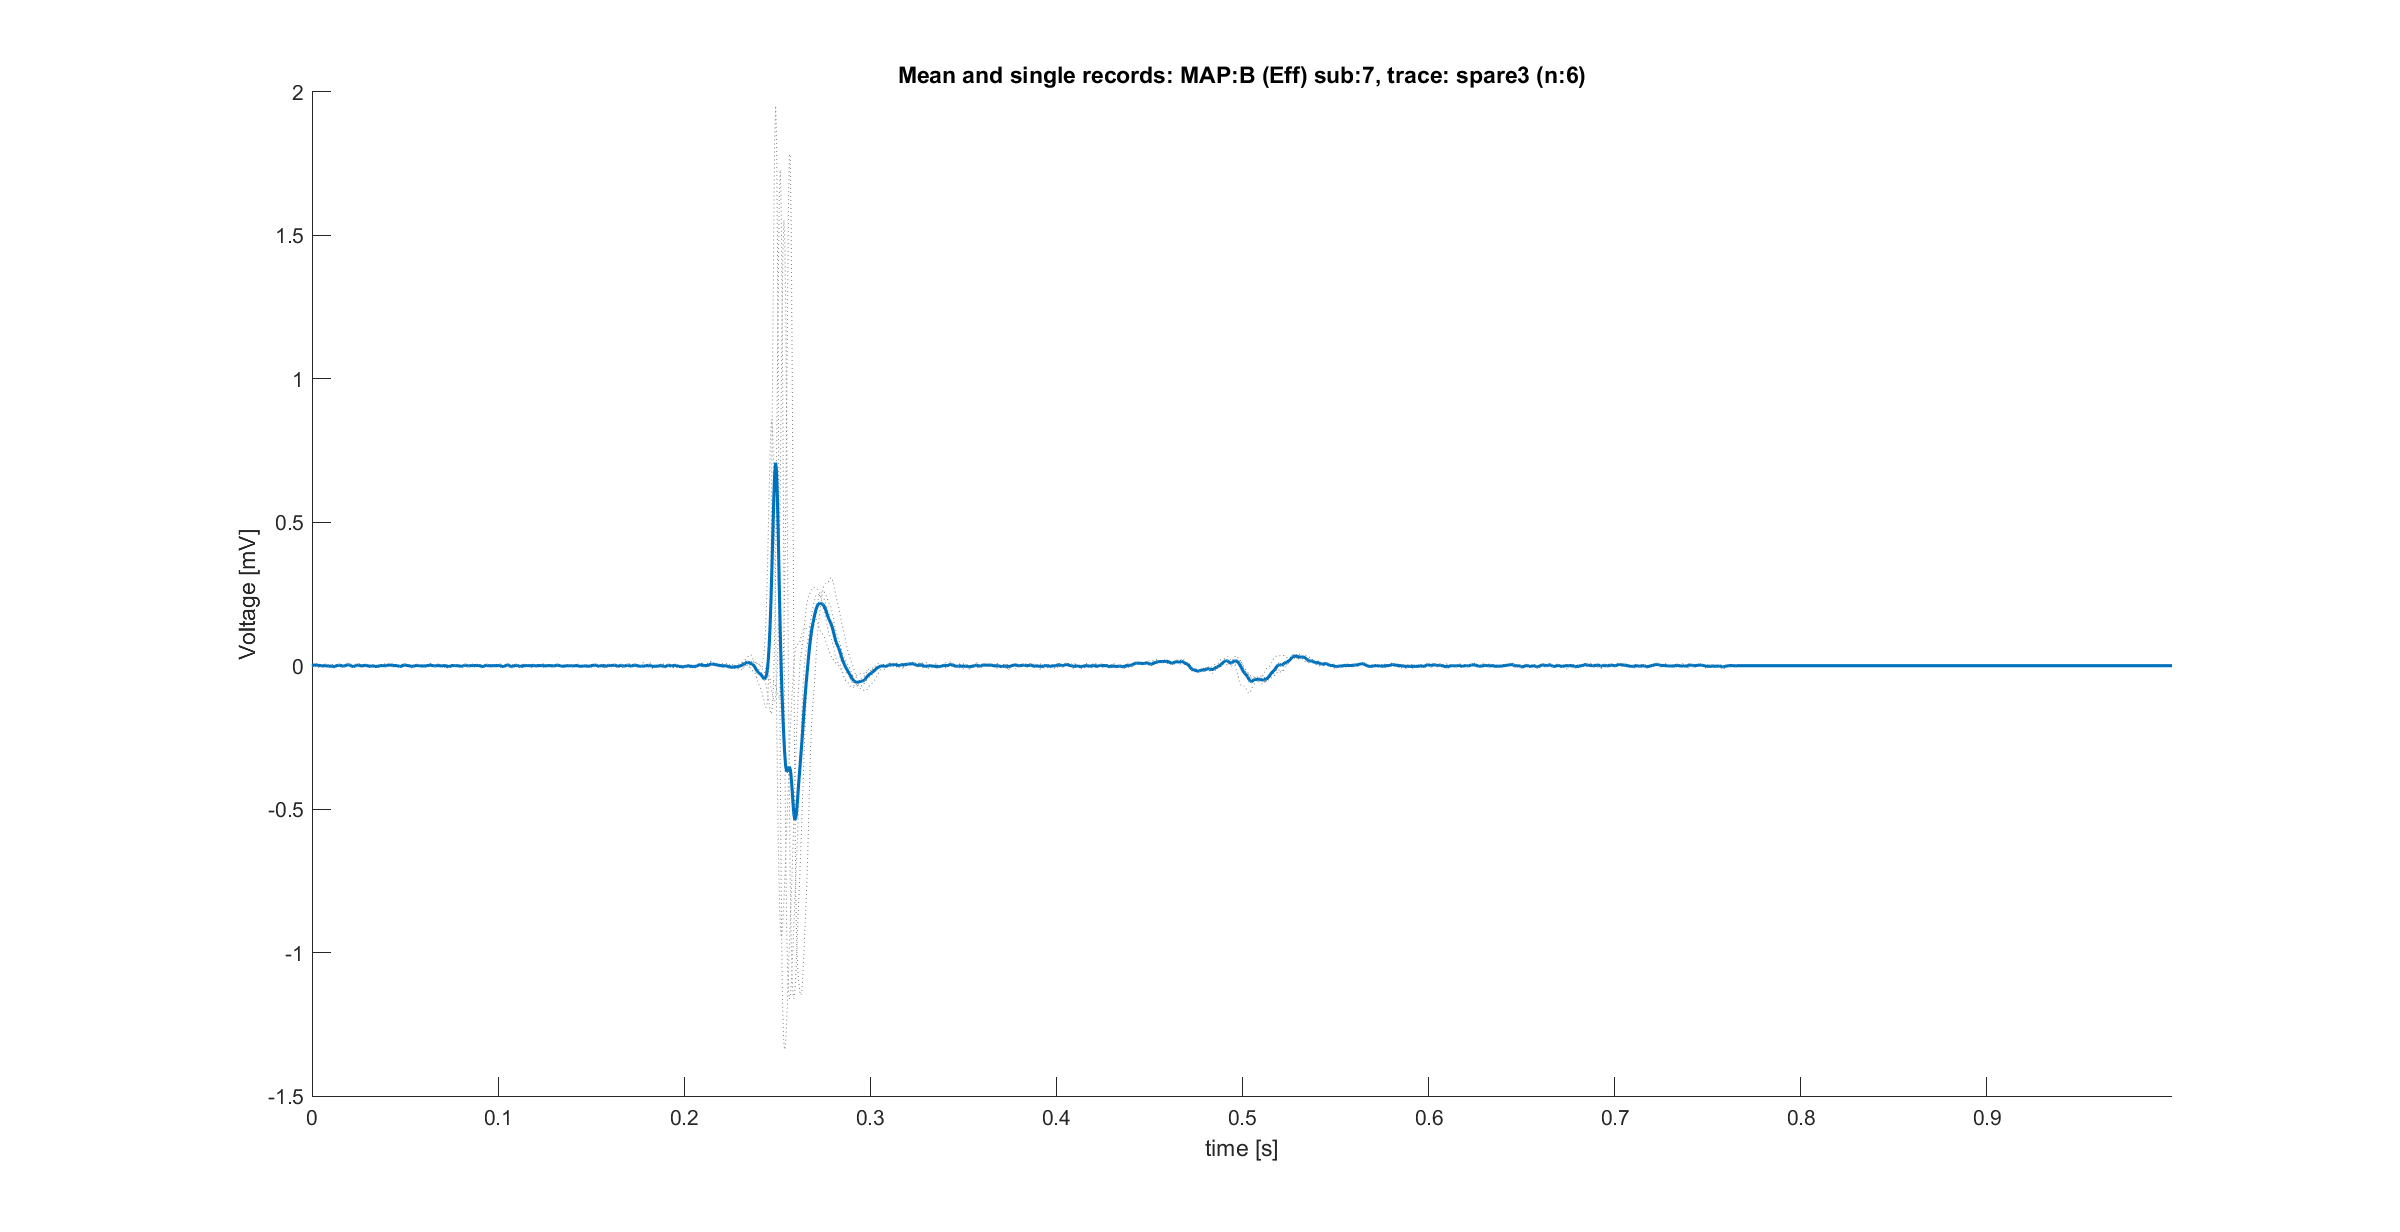 Mean and single records: MAP:B (Eff) sub:7, trace: spare3 (n:6)
2
1.5
1
0.5
0
-0.5
-1
-1.5
Voltage [mV]
0 0.1 0.2 0.3 0.4 0.5 0.6 0.7 0.8 0.9
time [s]